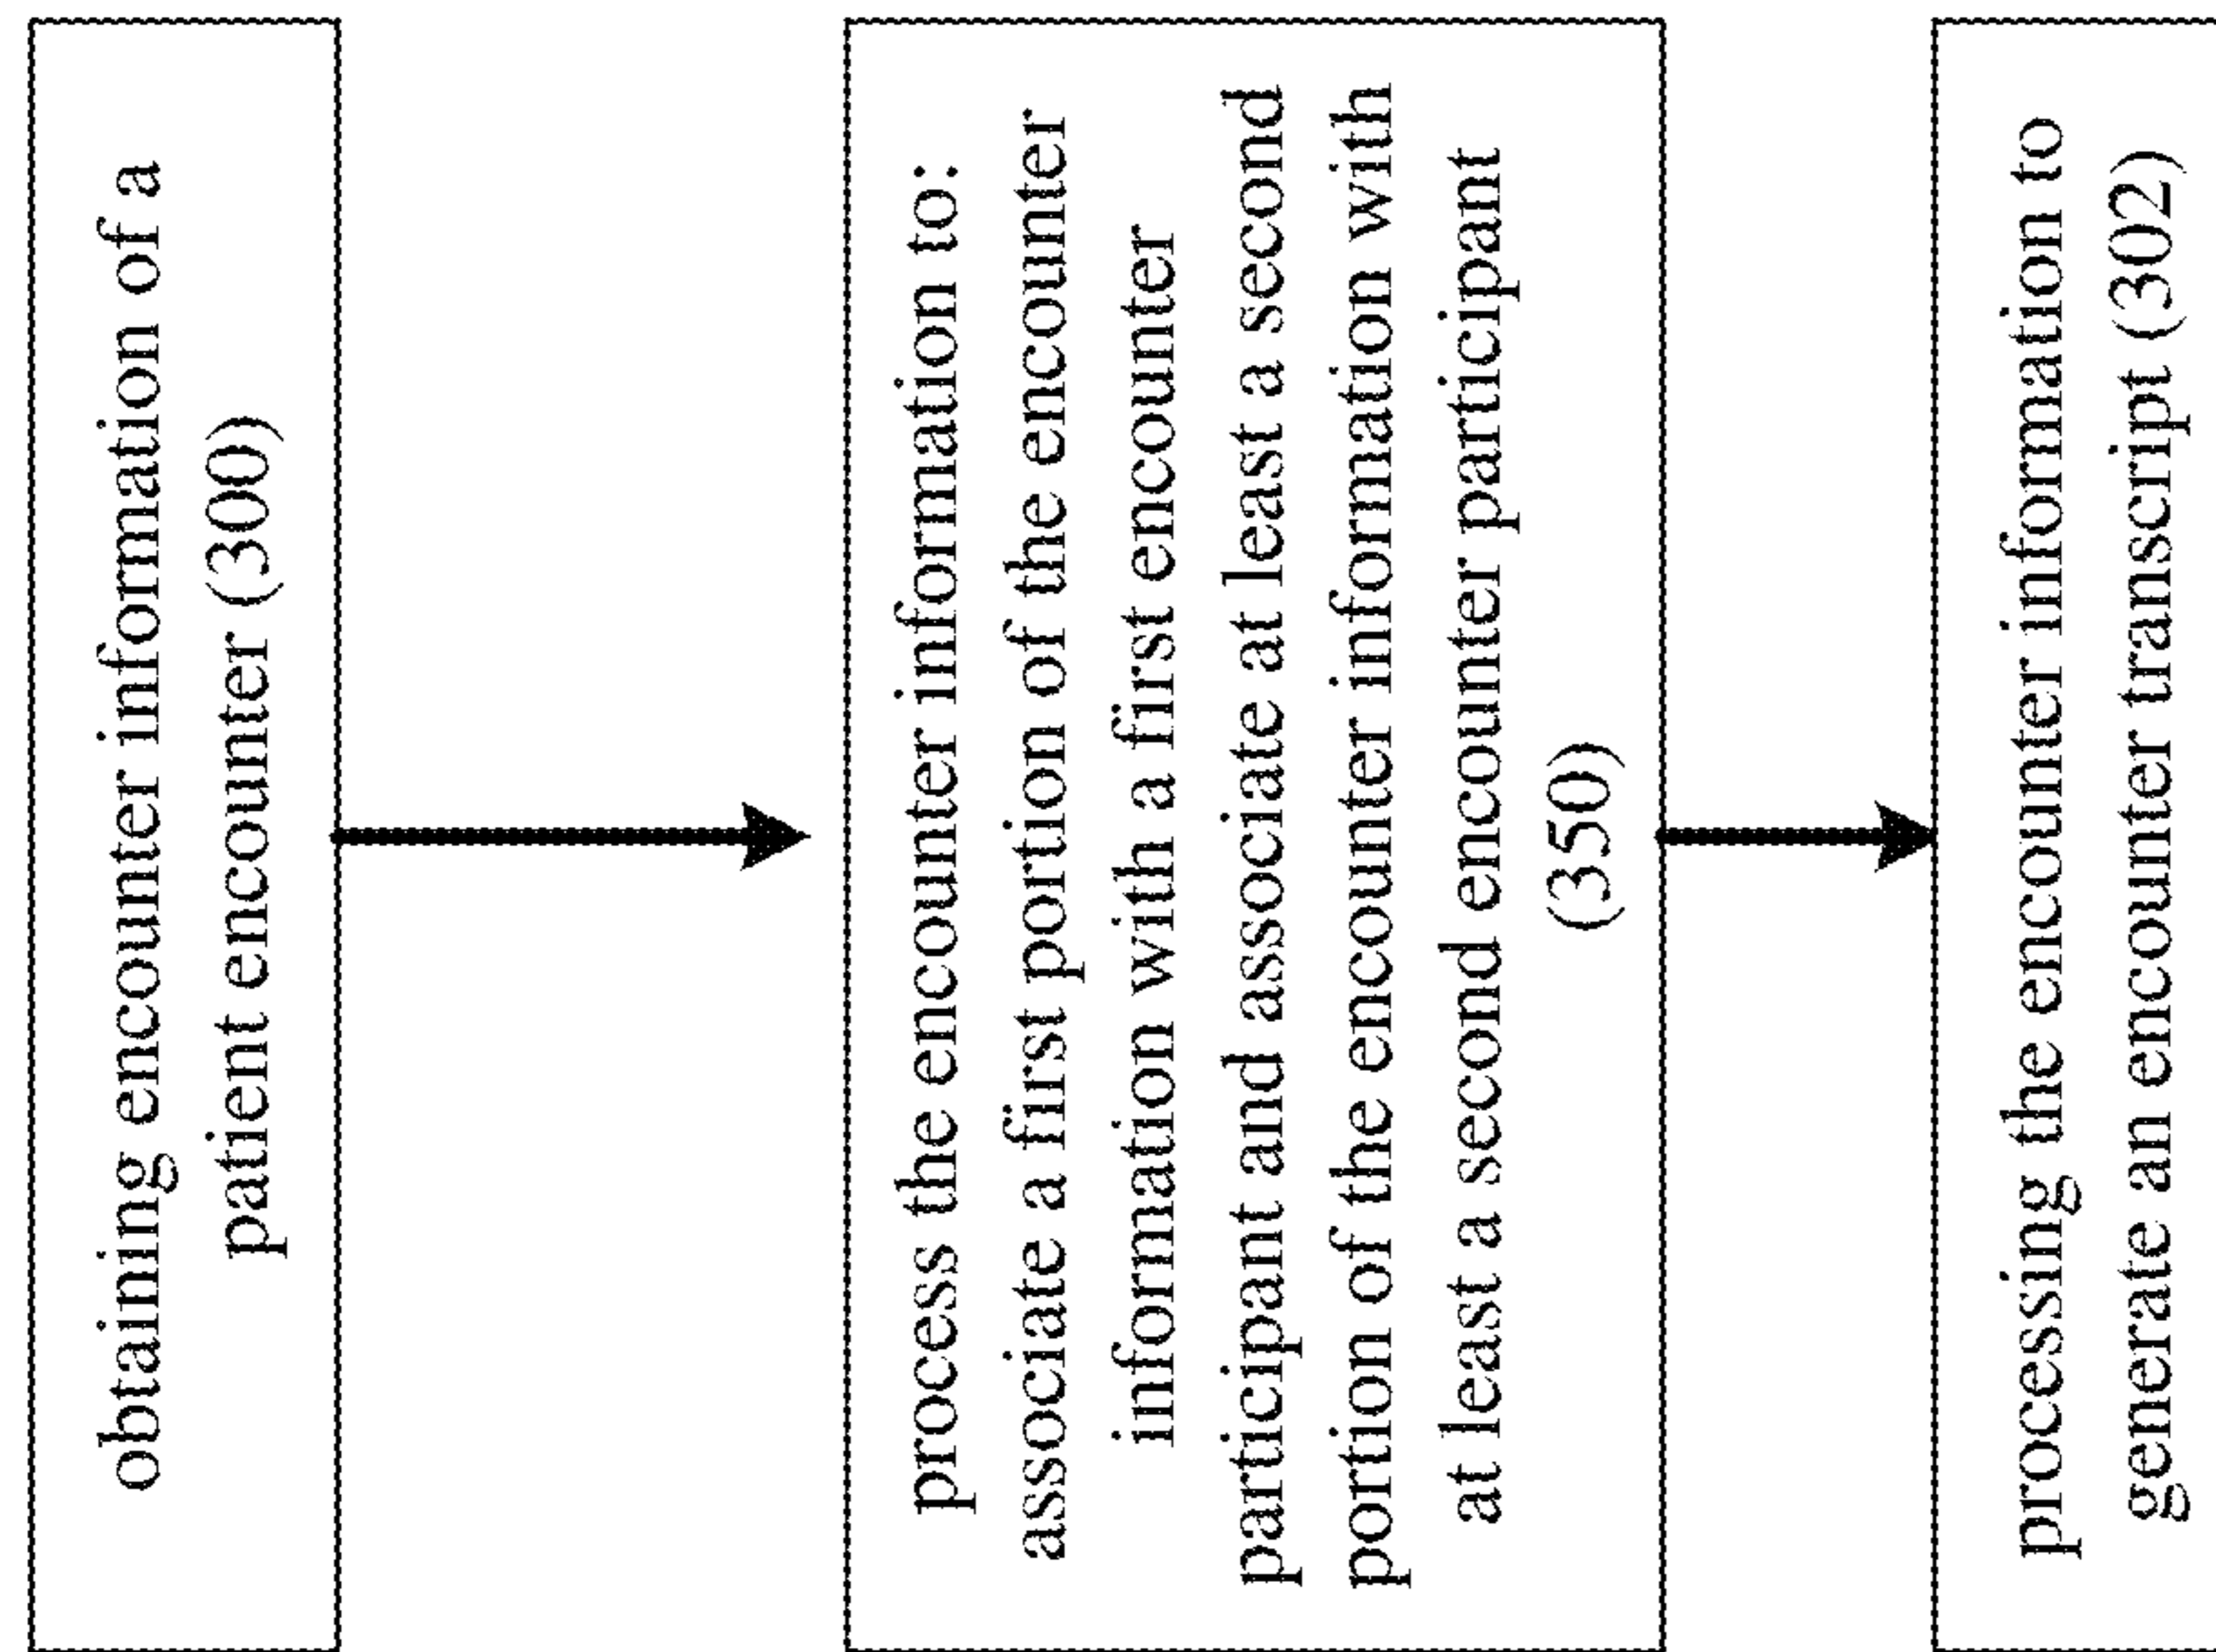 obtaining encounter information of a
patient encounter (300)
process the encounter information to:
associate a first portion of the encounter
information with a first encounter
participant and associate at least a second
portion of the encounter information with
at least a second encounter participant
(350)
processing the encounter information to
generate an encounter transcript (302)